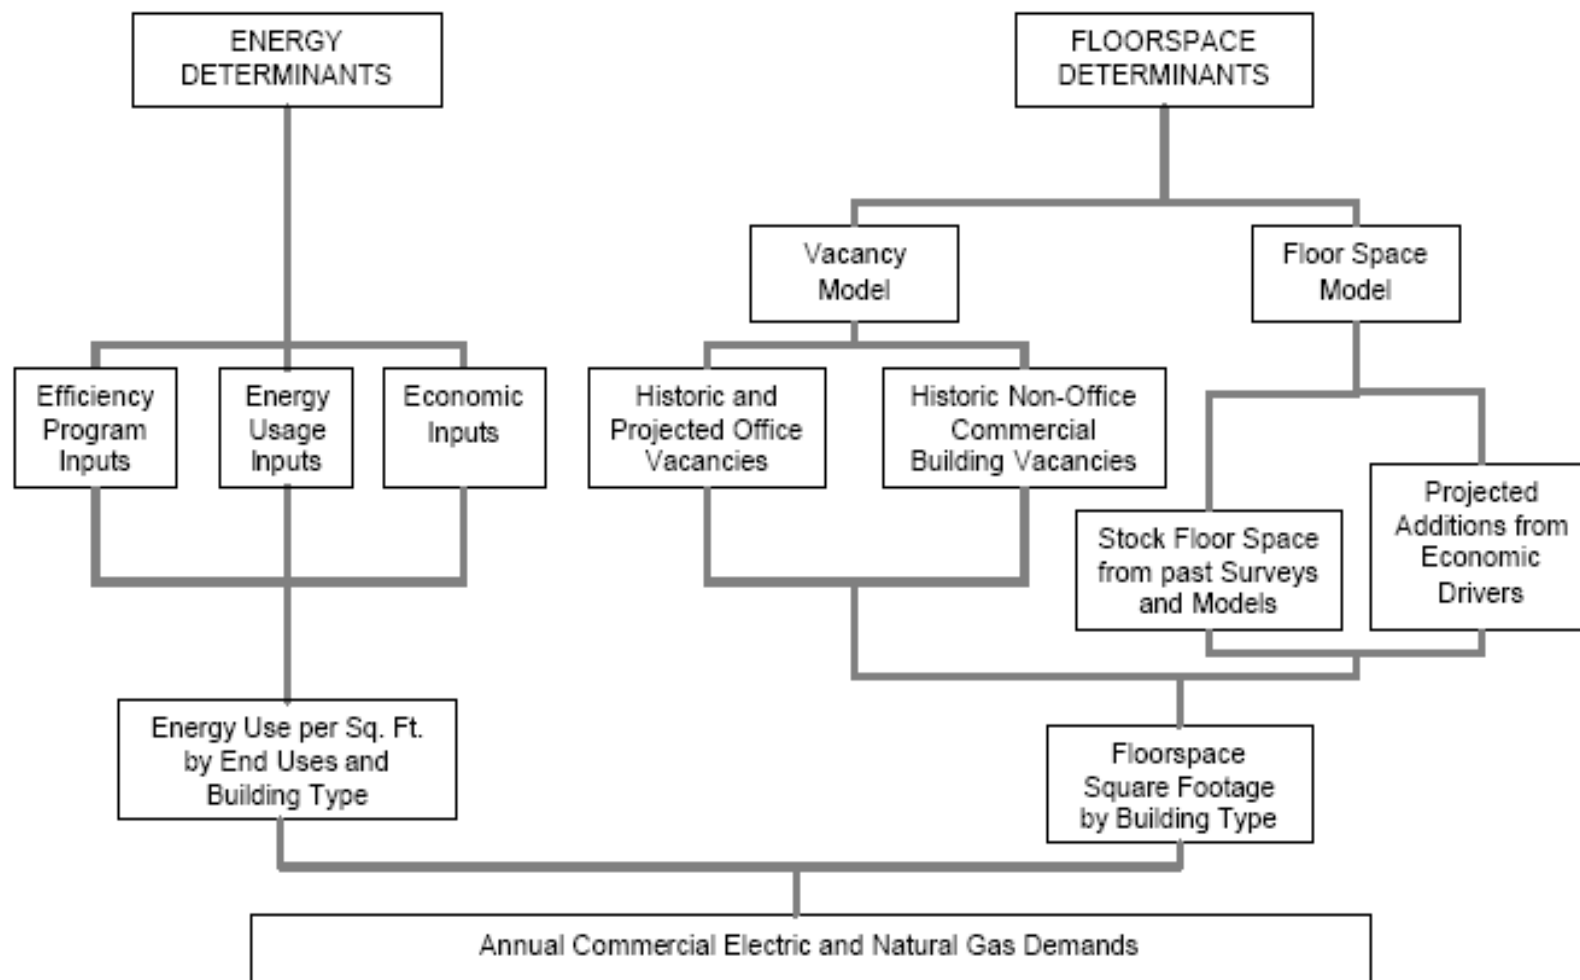 ENERGY
DETERMINANTS
FLOORSPACE
DETERMINANTS
Vacancy
Model
Floor Space
Model
Efficiency
Program
Inputs
Energy
Usage
Inputs
Economic
Inputs
Historic and
Projected Office
Vacancies
Historic Non-Office
Commercial
Building Vacancies
Stock Floor Space
from past Surveys
and Models
Projected
Additions from
Economic
Drivers
Energy Use per Sq. Ft.
by End Uses and
Building Type
Floorspace
Square Footage
by Building Type
Annual Commercial Electric and Natural Gas Demands